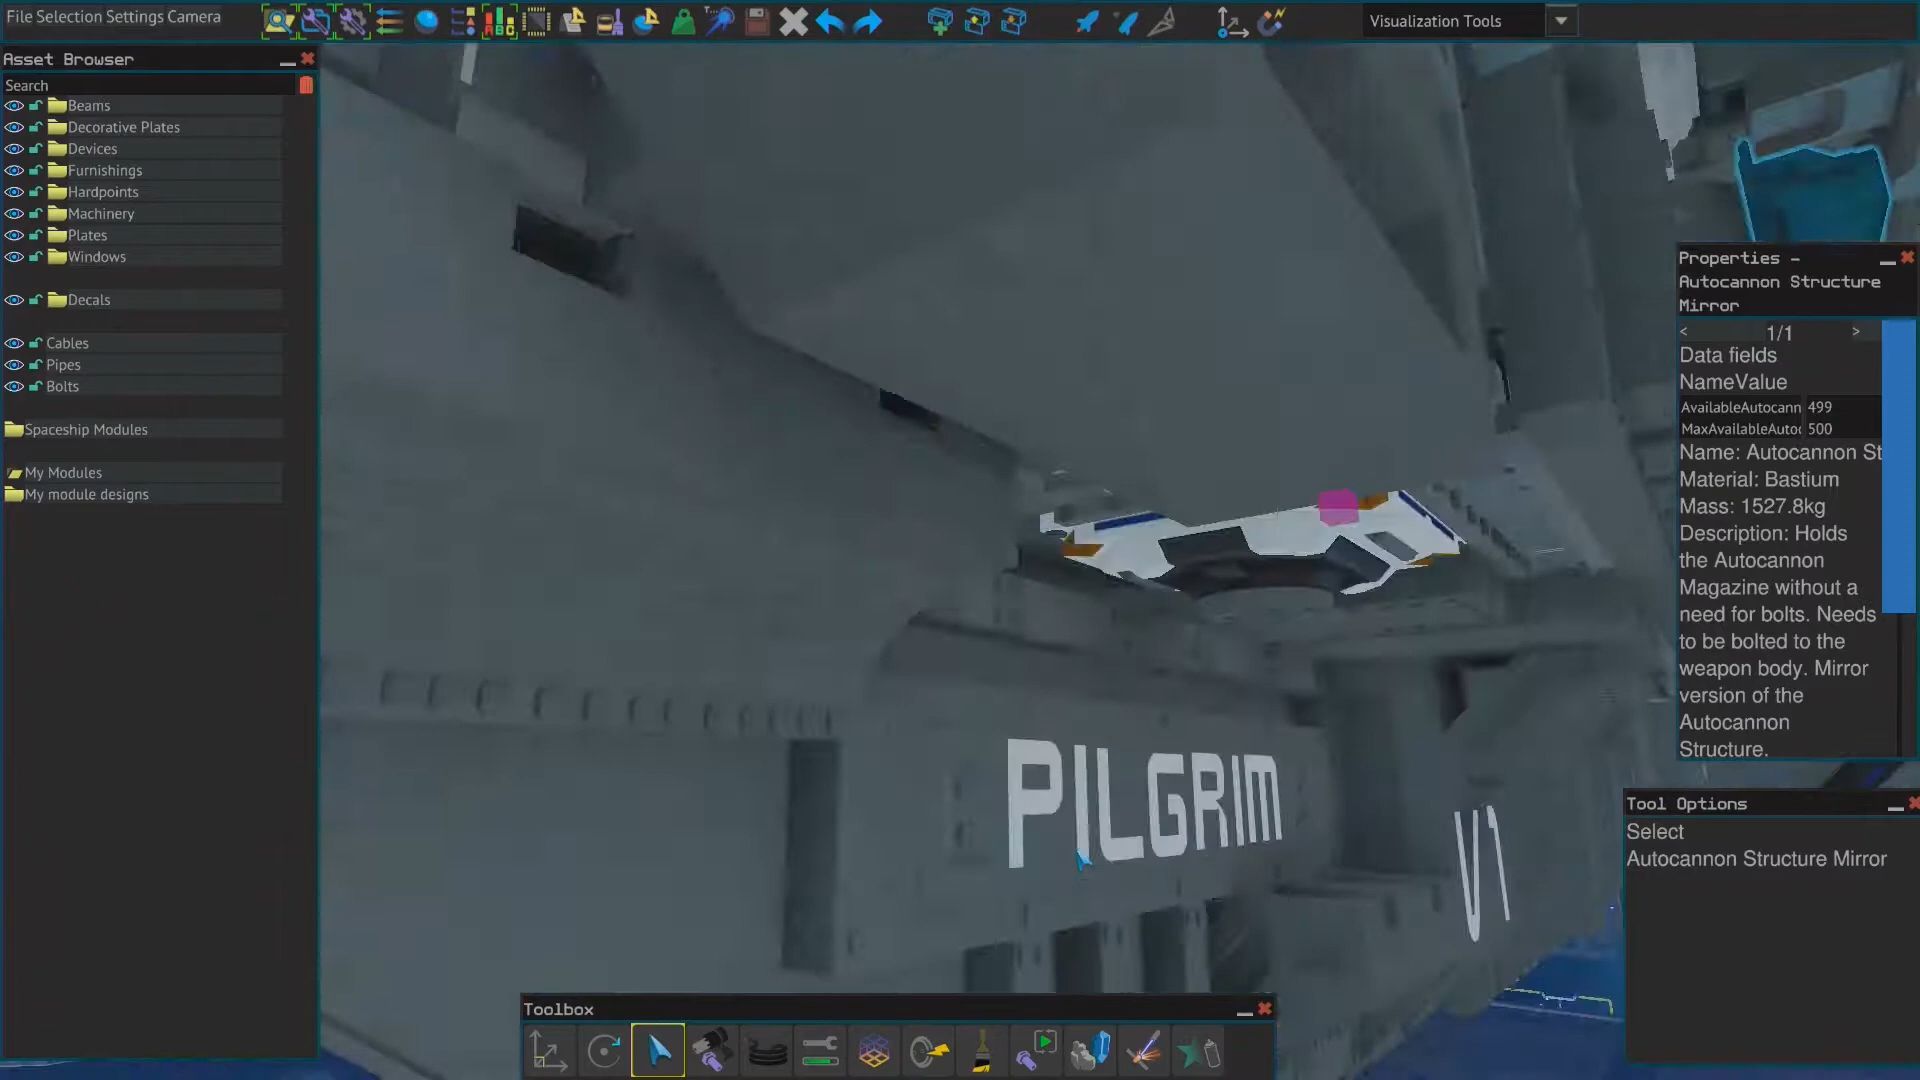 File Selection Settings Camera
Visualization Tools
Asset Browser
Search
Beams
Decorative Plates
Devices
Furnishings
Hardpoints
Machinery
Plates
Windows
Decals
Cables
Pipes
Bolts
Spaceship Modules
My Modules
My module designs
Properties -
Autocannon Structure
Mirror
< 1/1 >
Data fields
NameValue
AvailableAutocann 499
MaxAvailableAutoc 500
Name: Autocannon St
Material: Bastium
Mass: 1527.8kg
Description: Holds
the Autocannon
Magazine without a
need for bolts. Needs
to be bolted to the
weapon body. Mirror
version of the
Autocannon
Structure.
Tool Options
Select
Autocannon Structure Mirror
PILGRIM
V1
Toolbox